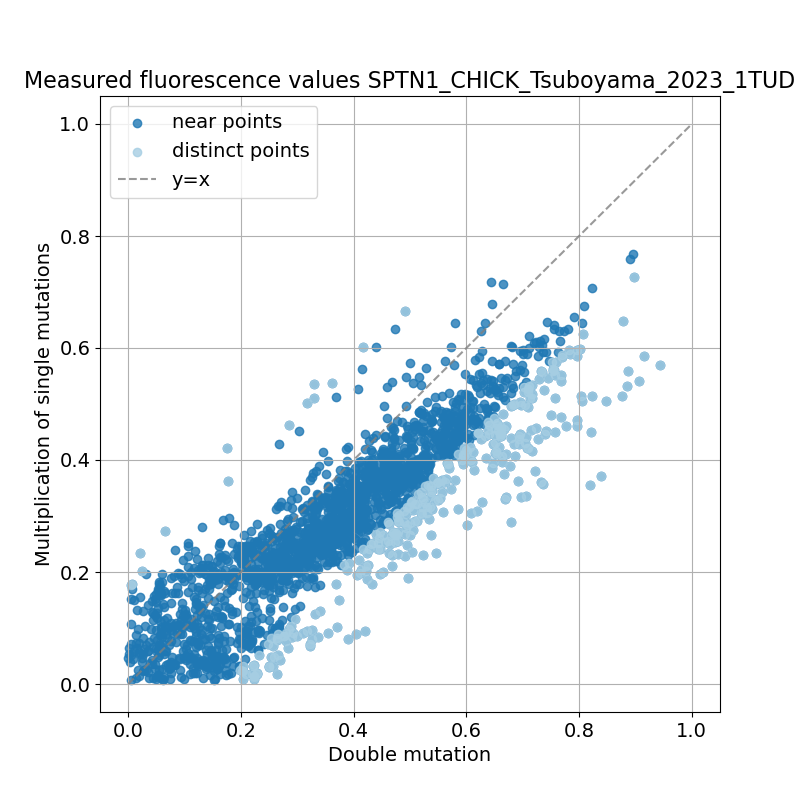 Measured fluorescence values SPTN1_CHICK_Tsuboyama_2023_1TUD
near points
distinct points
y=x
1.0
0.8
0.6
0.4
0.2
0.0
Multiplication of single mutations
0.0 0.2 0.4 0.6 0.8 1.0
Double mutation